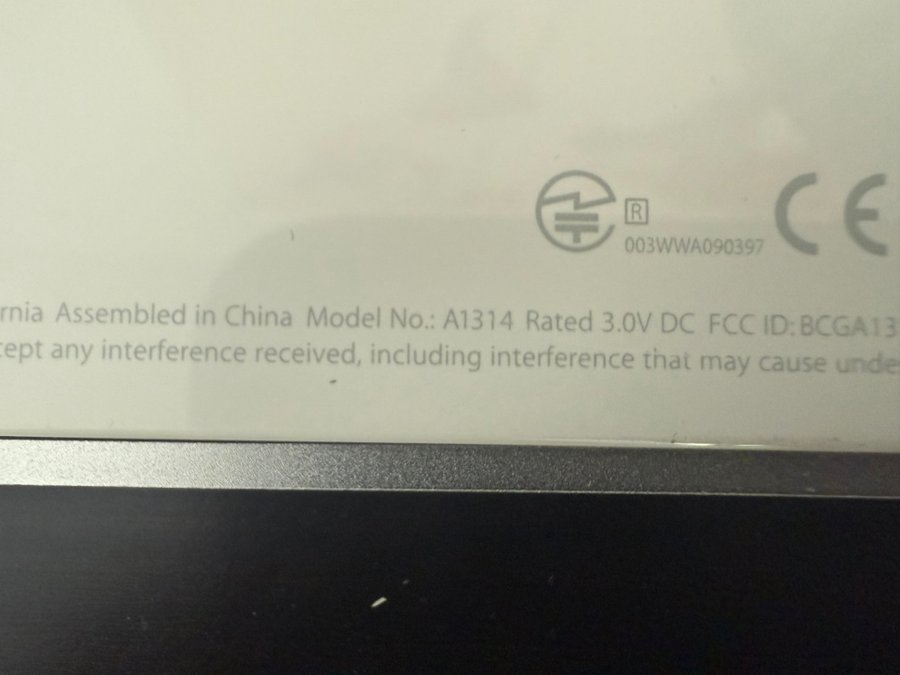 R
003WWA090397
CE
rnia Assembled in China Model No.: A1314 Rated 3.0V DC FCC ID: BCGA13
cept any interference received, including interference that may cause unde